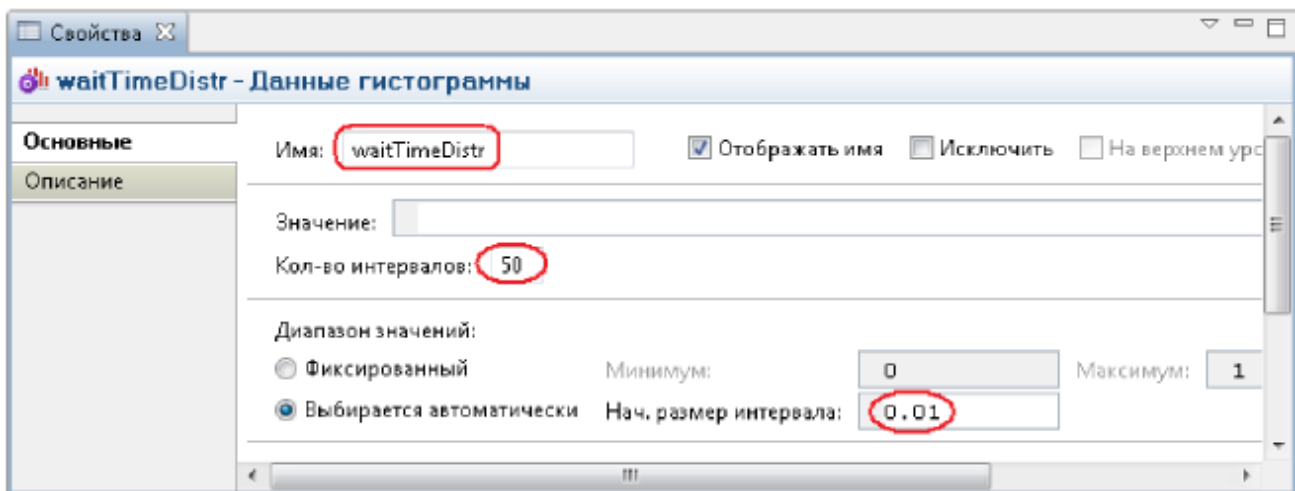 Свойства
waitTimeDistr - Данные гистограммы
Основные
Описание
Имя: waitTimeDistr Отображать имя Исключить На верхнем урс
Значение:
Кол-во интервалов: 50
Диапазон значений:
Фиксированный Минимум: 0 Максимум: 1
Выбирается автоматически Нач. размер интервала: 0.01